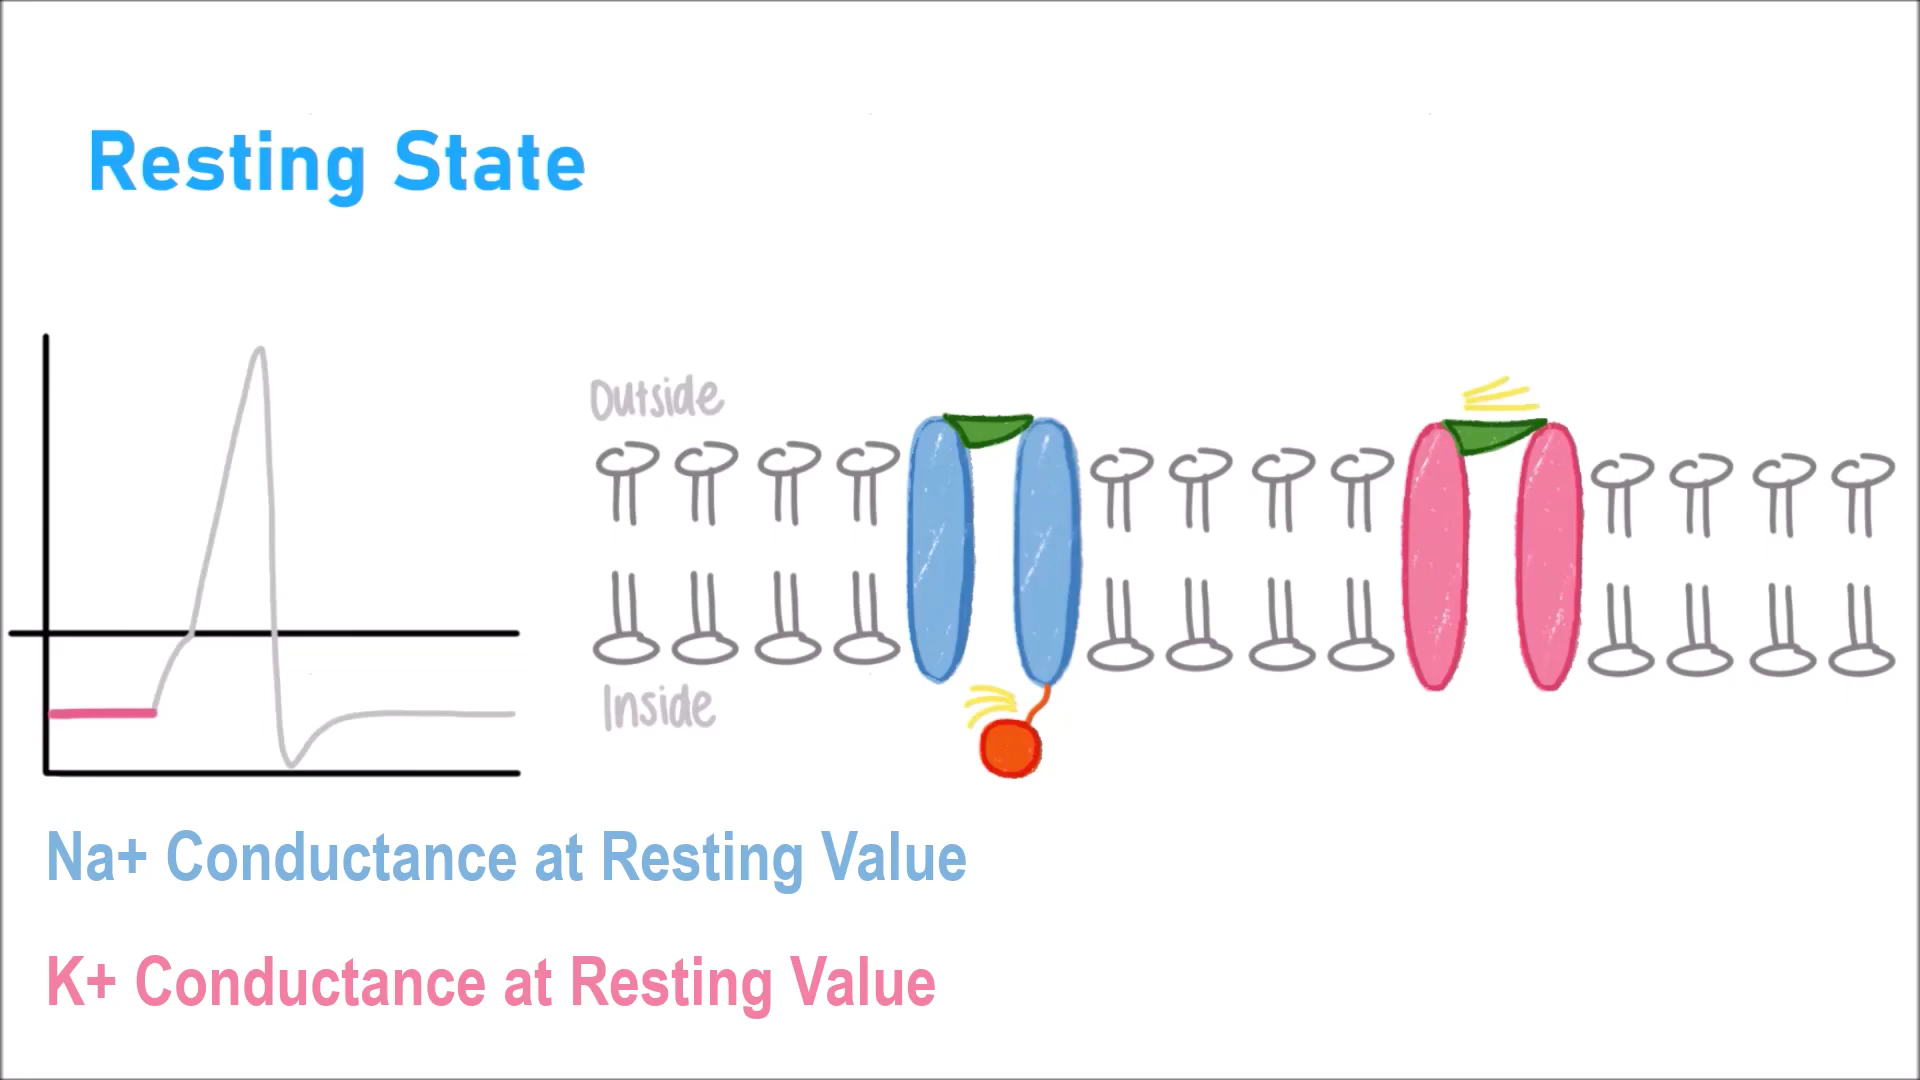 Resting State
Outside
Inside
Na+ Conductance at Resting Value
K+ Conductance at Resting Value